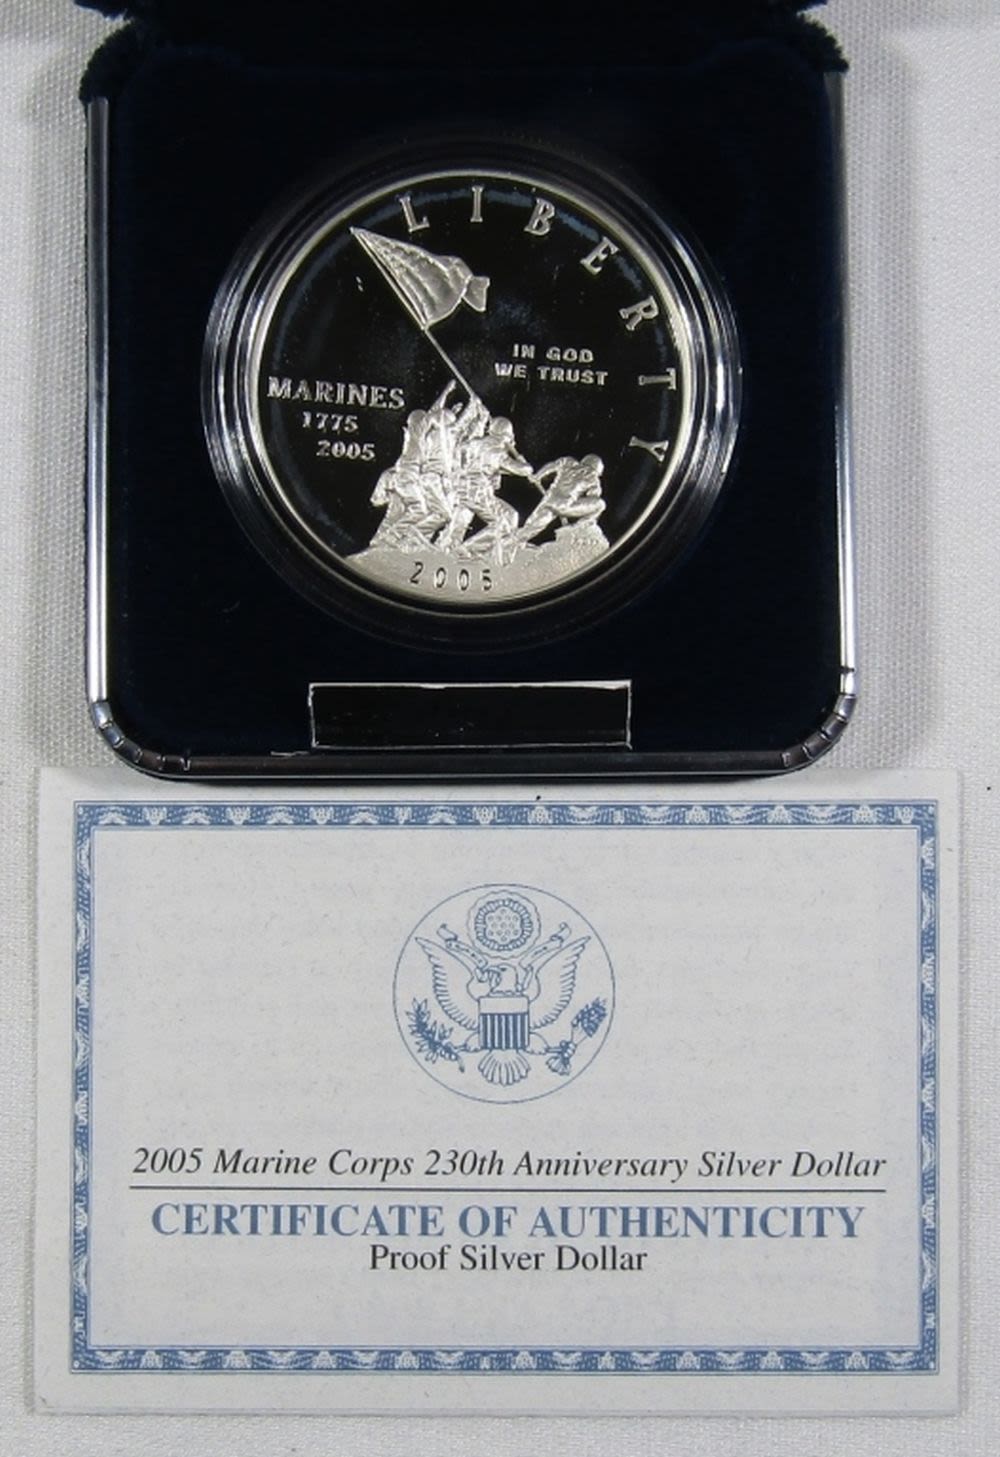 LIBERTY
IN GOD
WE TRUST
MARINES
1775
2005
2005
2005 Marine Corps 230th Anniversary Silver Dollar
CERTIFICATE OF AUTHENTICITY
Proof Silver Dollar